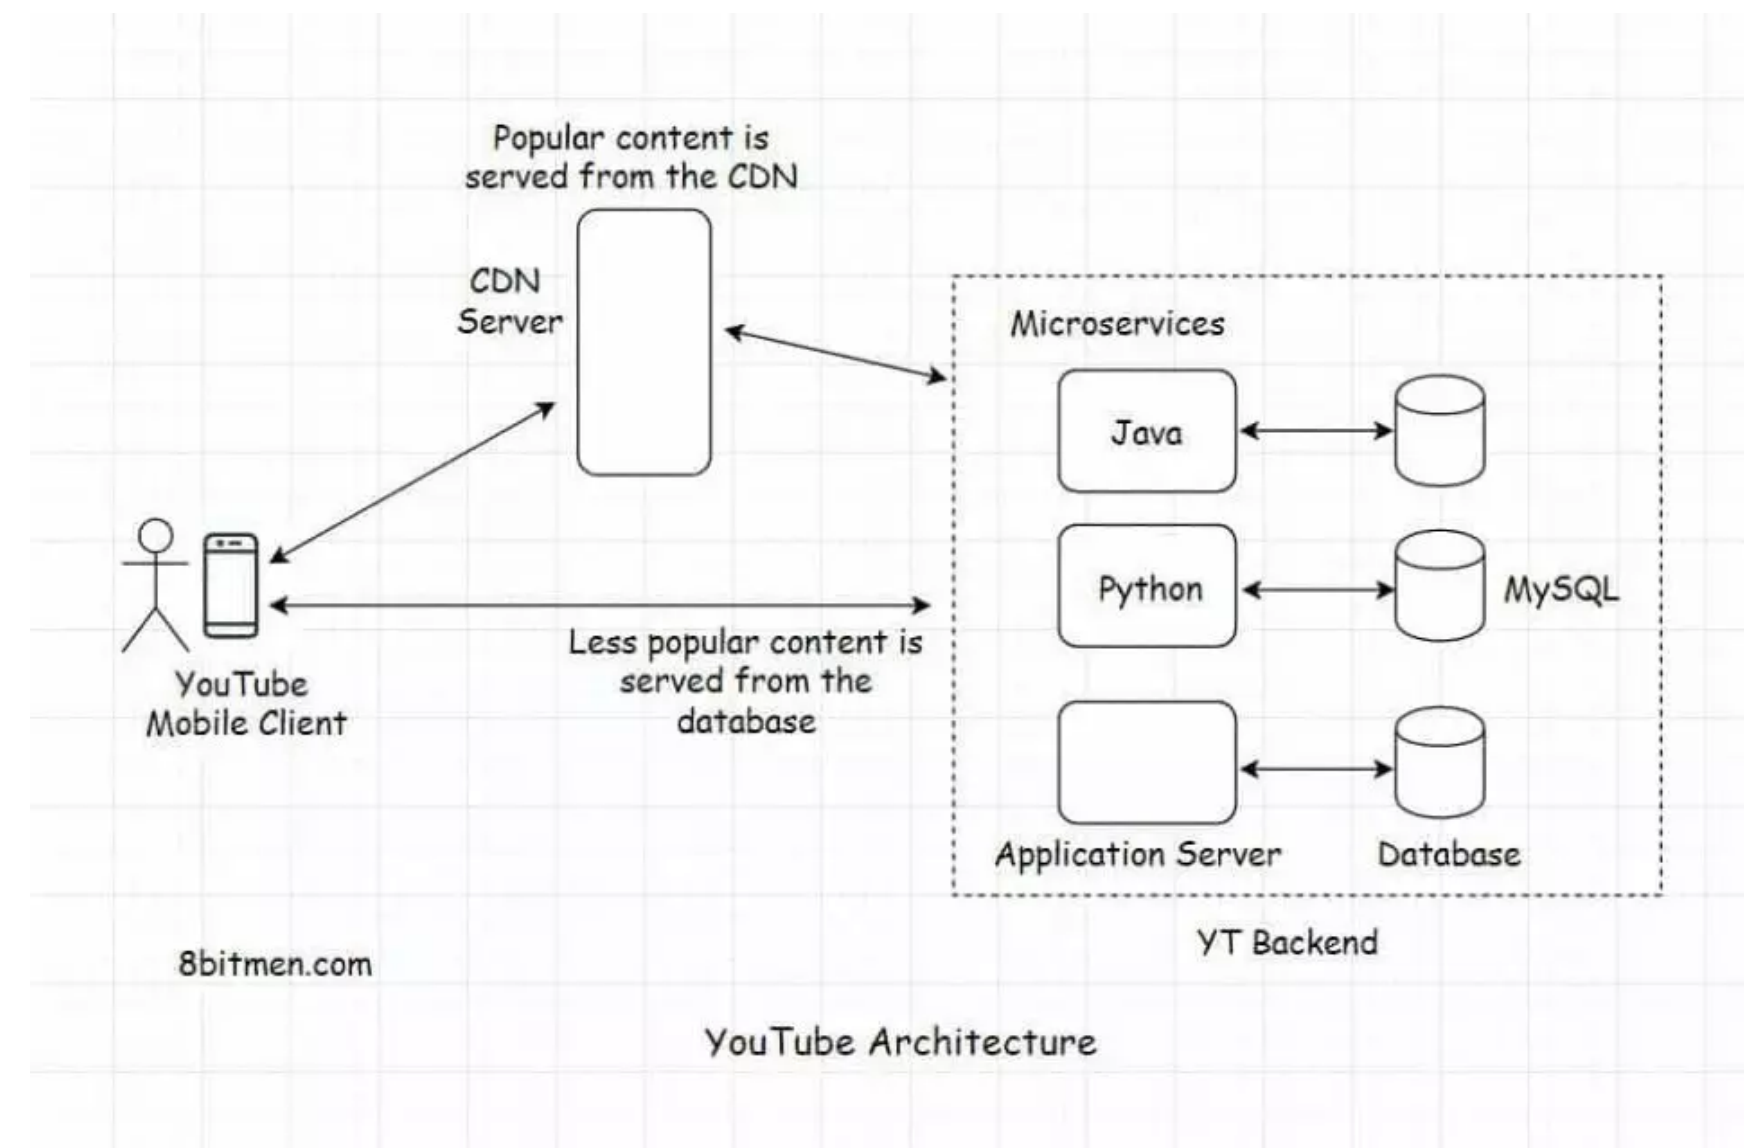 Popular content is
served from the CDN
CDN
Server
Microservices
Java
Python
MySQL
Less popular content is
served from the
database
YouTube
Mobile Client
Application Server
Database
YT Backend
8bitmen.com
YouTube Architecture